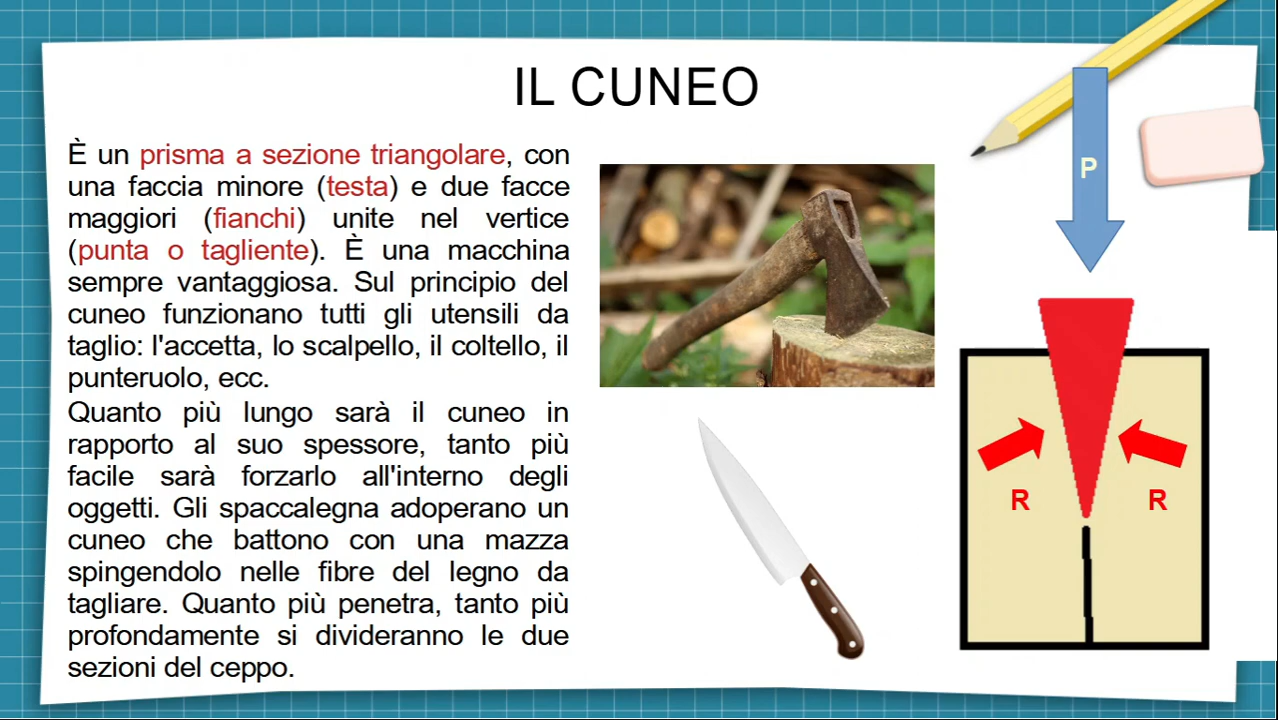 IL CUNEO
È un prisma a sezione triangolare, con
una faccia minore (testa) e due facce
maggiori (fianchi) unite nel vertice
(punta o tagliente). È una macchina
sempre vantaggiosa. Sul principio del
cuneo funzionano tutti gli utensili da
taglio: l'accetta, lo scalpello, il coltello, il
punteruolo, ecc.
Quanto più lungo sarà il cuneo in
rapporto al suo spessore, tanto più
facile sarà forzarlo all'interno degli
oggetti. Gli spaccalegna adoperano un
cuneo che battono con una mazza
spingendolo nelle fibre del legno da
tagliare. Quanto più penetra, tanto più
profondamente si divideranno le due
sezioni del ceppo.
P
R
R